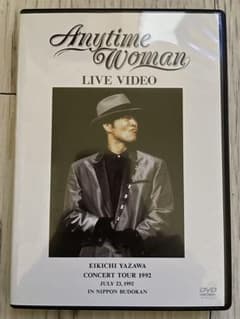 Anytime
Woman
LIVE VIDEO
EIKICHI YAZAWA
CONCERT TOUR 1992
JULY 23, 1992
IN NIPPON BUDOKAN
DVD